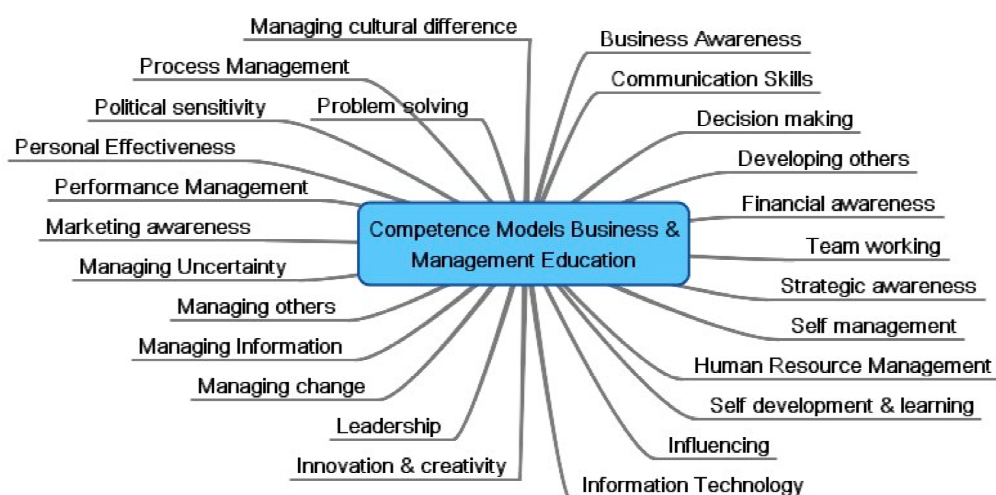 Managing cultural difference
Business Awareness
Process Management
Communication Skills
Political sensitivity
Problem solving
Decision making
Personal Effectiveness
Developing others
Performance Management
Financial awareness
Marketing awareness
Competence Models Business &
Management Education
Team working
Managing Uncertainty
Strategic awareness
Managing others
Self management
Managing Information
Human Resource Management
Managing change
Self development & learning
Leadership
Influencing
Innovation & creativity
Information Technology